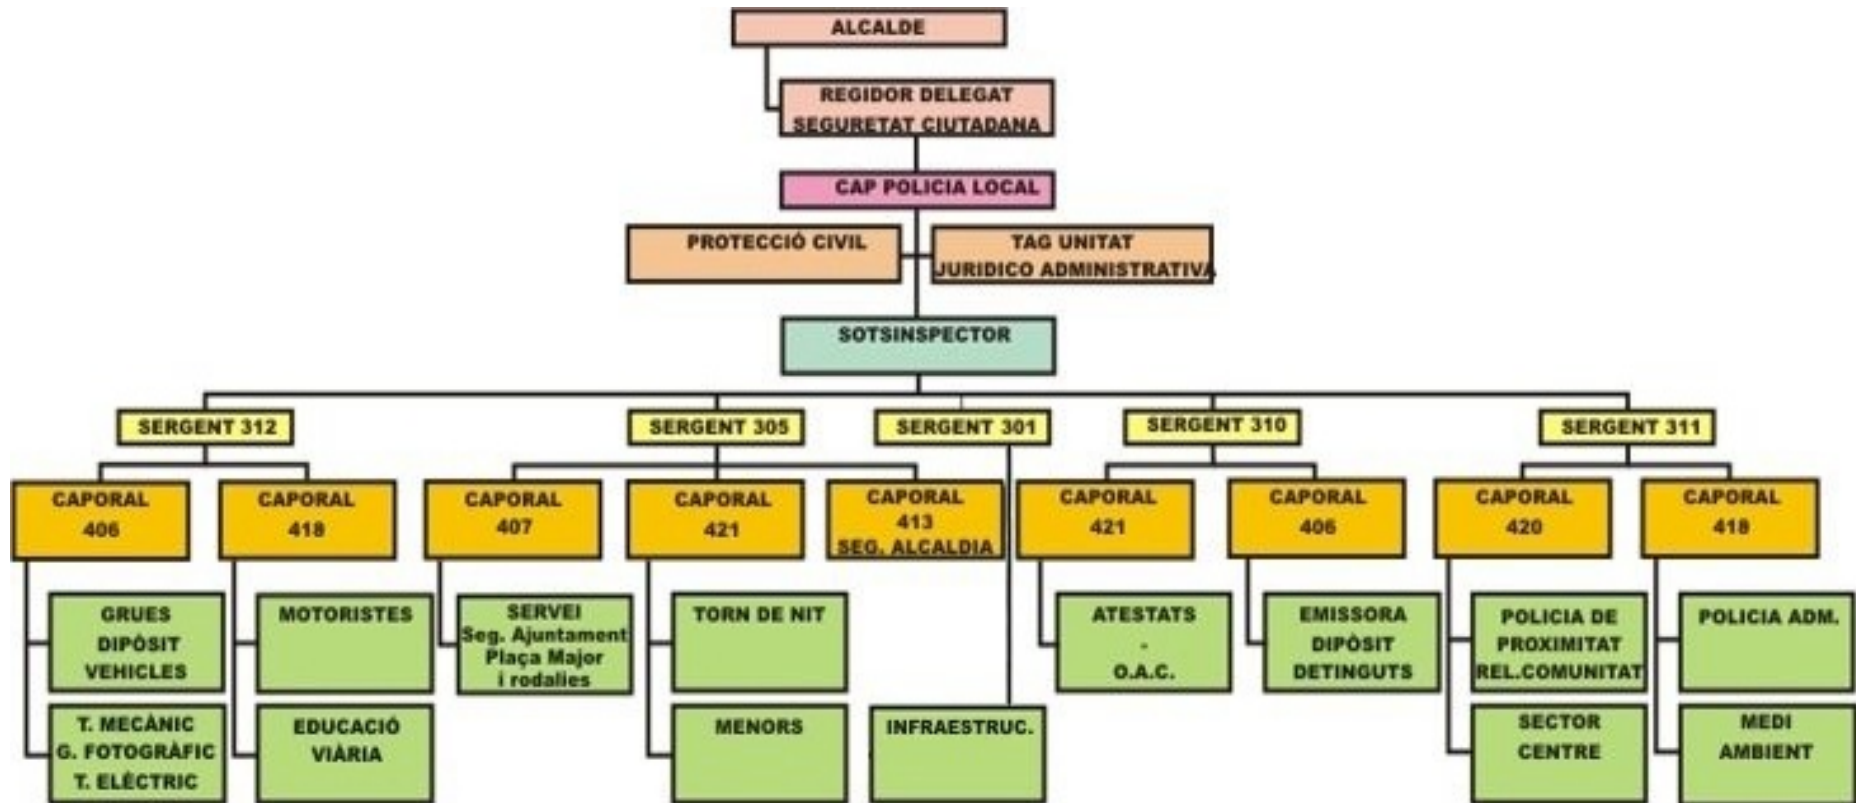 ALCALDE
REGIDOR DELEGAT
SEGURETAT CIUTADANA
CAP POLICIA LOCAL
PROTECCIÓ CIVIL
TAG UNITAT
JURIDICO ADMINISTRATIVA
SOTSINSPECTOR
SERGENT 312
SERGENT 305
SERGENT 301
SERGENT 310
SERGENT 311
CAPORAL
406
CAPORAL
418
CAPORAL
407
CAPORAL
421
CAPORAL
413
SEG. ALCALDIA
CAPORAL
421
CAPORAL
406
CAPORAL
420
CAPORAL
418
GRUES
DIPÒSIT
VEHICLES
MOTORISTES
SERVEI
Seg. Ajuntament
Plaça Major
i rodalies
TORN DE NIT
ATESTATS
-
O.A.C.
EMISSORA
DIPÒSIT
DETINGUTS
POLICIA DE
PROXIMITAT
REL.COMUNITAT
POLICIA ADM.
T. MECÀNIC
G. FOTOGRÀFIC
T. ELÈCTRIC
EDUCACIÓ
VIÀRIA
MENORS
INFRAESTRUC.
SECTOR
CENTRE
MEDI
AMBIENT